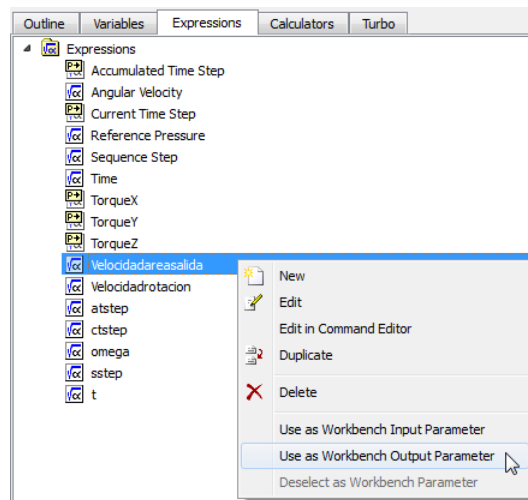 Outline Variables Expressions Calculators Turbo
Expressions
Accumulated Time Step
Angular Velocity
Current Time Step
Reference Pressure
Sequence Step
Time
TorqueX
TorqueY
TorqueZ
Velocidadareasalida
Velocidadrotacion
atstep
ctstep
omega
sstep
t
New
Edit
Edit in Command Editor
Duplicate
Delete
Use as Workbench Input Parameter
Use as Workbench Output Parameter
Deselect as Workbench Parameter